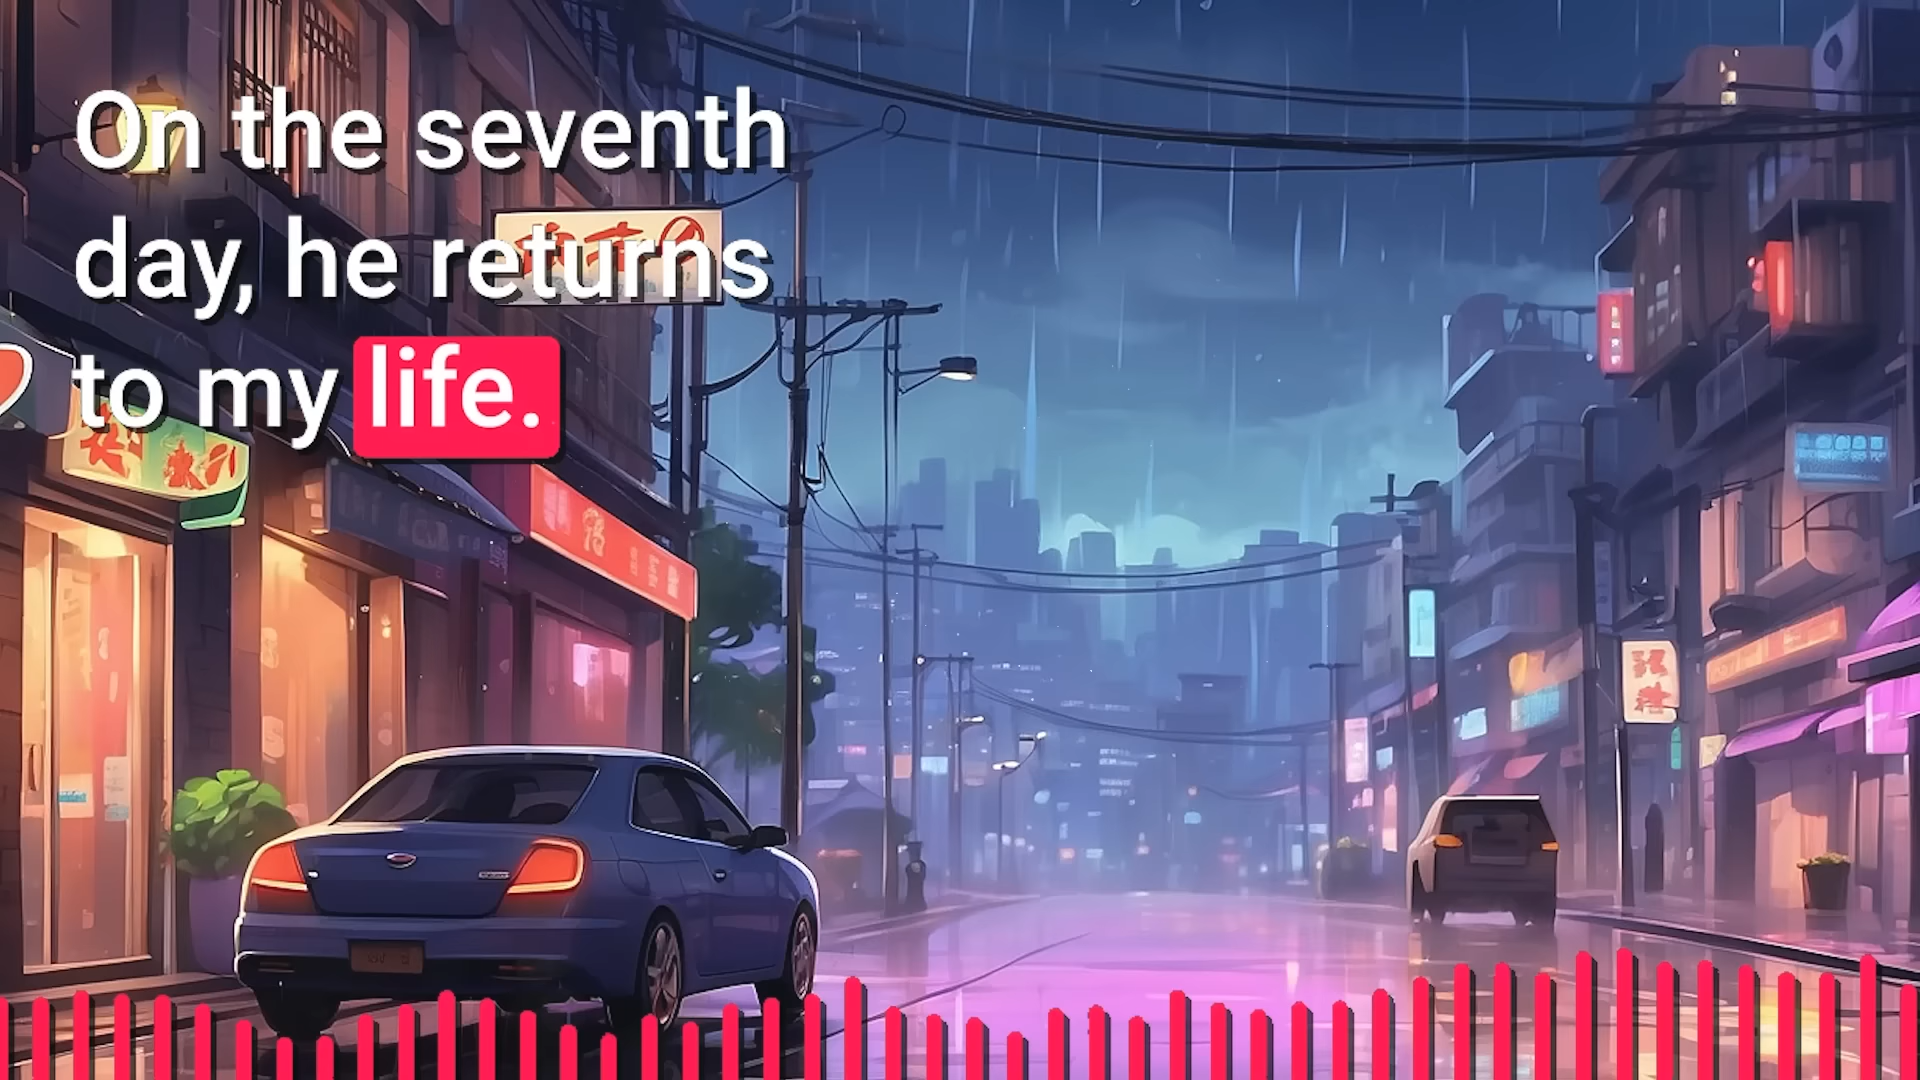 On the seventh
day, he returns
to my life.